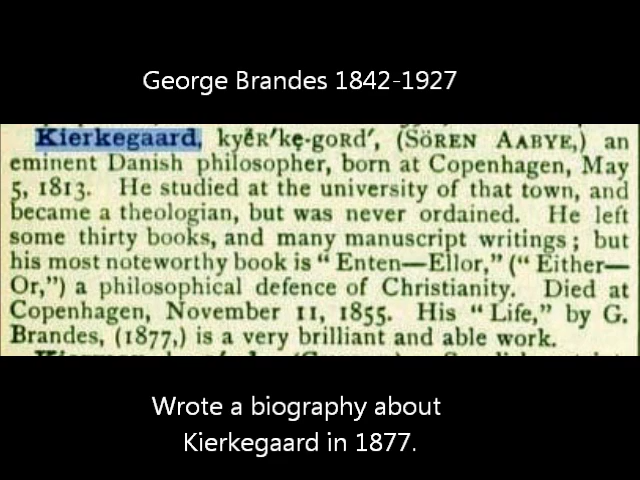 George Brandes 1842-1927
Kierkegaard, kyĕʀ′kẹ-goʀd′, (Sören Aabye,) an
eminent Danish philosopher, born at Copenhagen, May
5, 1813. He studied at the university of that town, and
became a theologian, but was never ordained. He left
some thirty books, and many manuscript writings; but
his most noteworthy book is “Enten—Ellor,” (“Either—
Or,”) a philosophical defence of Christianity. Died at
Copenhagen, November 11, 1855. His “Life,” by G.
Brandes, (1877,) is a very brilliant and able work.
Wrote a biography about
Kierkegaard in 1877.